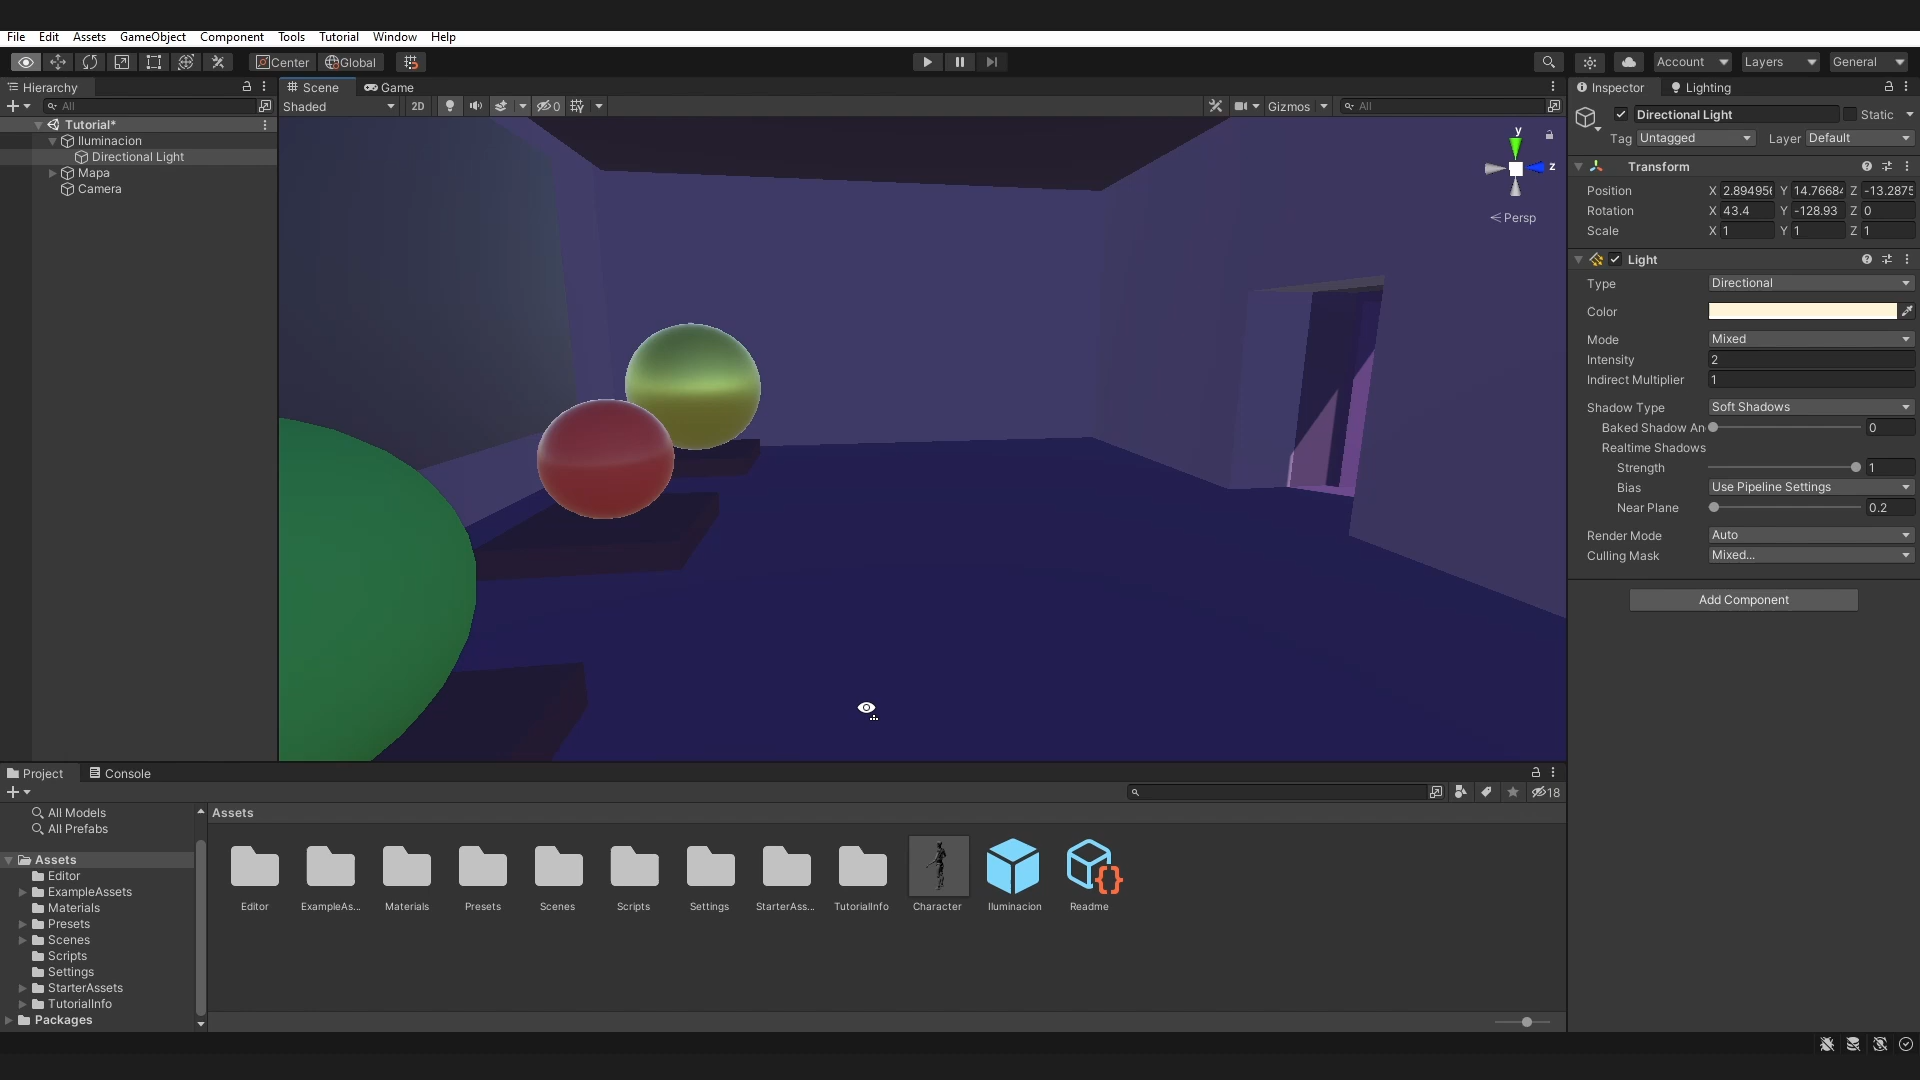 File Edit Assets GameObject Component Tools Tutorial Window Help
Center Global Account Layers General
Hierarchy Scene Game Inspector Lighting
All Shaded 2D 0 Gizmos All
Directional Light Static
Tag Untagged Layer Default
Tutorial*
Iluminacion
Directional Light
Mapa
Camera
y
z
Persp
Transform
Position X 2.894956 Y 14.76684 Z -13.2875
Rotation X 43.4 Y -128.93 Z 0
Scale X 1 Y 1 Z 1
Light
Type Directional
Color
Mode Mixed
Intensity 2
Indirect Multiplier 1
Shadow Type Soft Shadows
Baked Shadow An 0
Realtime Shadows
Strength 1
Bias Use Pipeline Settings
Near Plane 0.2
Render Mode Auto
Culling Mask Mixed...
Add Component
Project Console
18
All Models
All Prefabs
Assets
Editor
ExampleAssets
Materials
Presets
Scenes
Scripts
Settings
StarterAssets
TutorialInfo
Packages
Assets
Editor ExampleAs... Materials Presets Scenes Scripts Settings StarterAss... TutorialInfo Character Iluminacion Readme